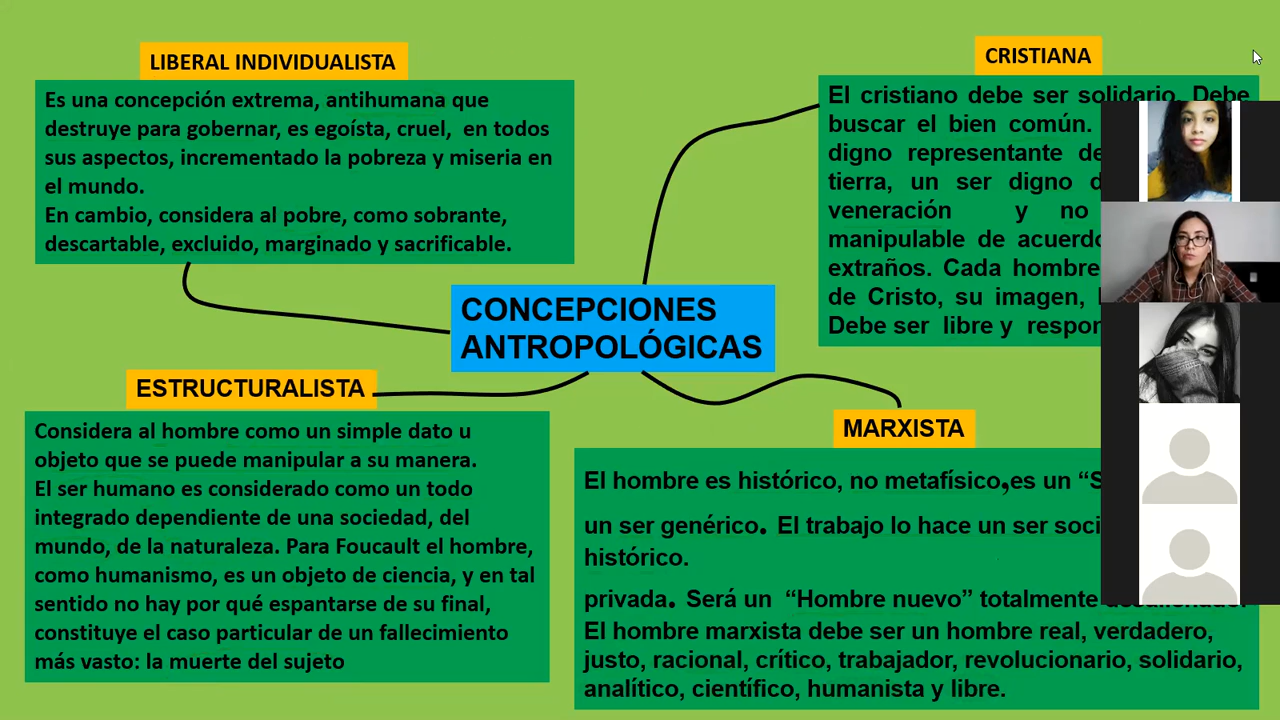 LIBERAL INDIVIDUALISTA
Es una concepción extrema, antihumana que
destruye para gobernar, es egoísta, cruel, en todos
sus aspectos, incrementado la pobreza y miseria en
el mundo.
En cambio, considera al pobre, como sobrante,
descartable, excluido, marginado y sacrificable.
CRISTIANA
El cristiano debe ser solidario. Debe
buscar el bien común.
digno representante
tierra, un ser digno
veneración y no
manipulable de
extraños. Cada hombre
de Cristo, su imagen,
Debe ser libre y
CONCEPCIONES
ANTROPOLÓGICAS
ESTRUCTURALISTA
Considera al hombre como un simple dato u
objeto que se puede manipular a su manera.
El ser humano es considerado como un todo
integrado dependiente de una sociedad, del
mundo, de la naturaleza. Para Foucault el hombre,
como humanismo, es un objeto de ciencia, y en tal
sentido no hay por qué espantarse de su final,
constituye el caso particular de un fallecimiento
más vasto: la muerte del sujeto
MARXISTA
El hombre es histórico, no metafísico,es un
un ser genérico. El trabajo lo hace un ser
histórico.
privada. Será un “Hombre nuevo” totalmente
El hombre marxista debe ser un hombre real, verdadero,
justo, racional, crítico, trabajador, revolucionario, solidario,
analítico, científico, humanista y libre.